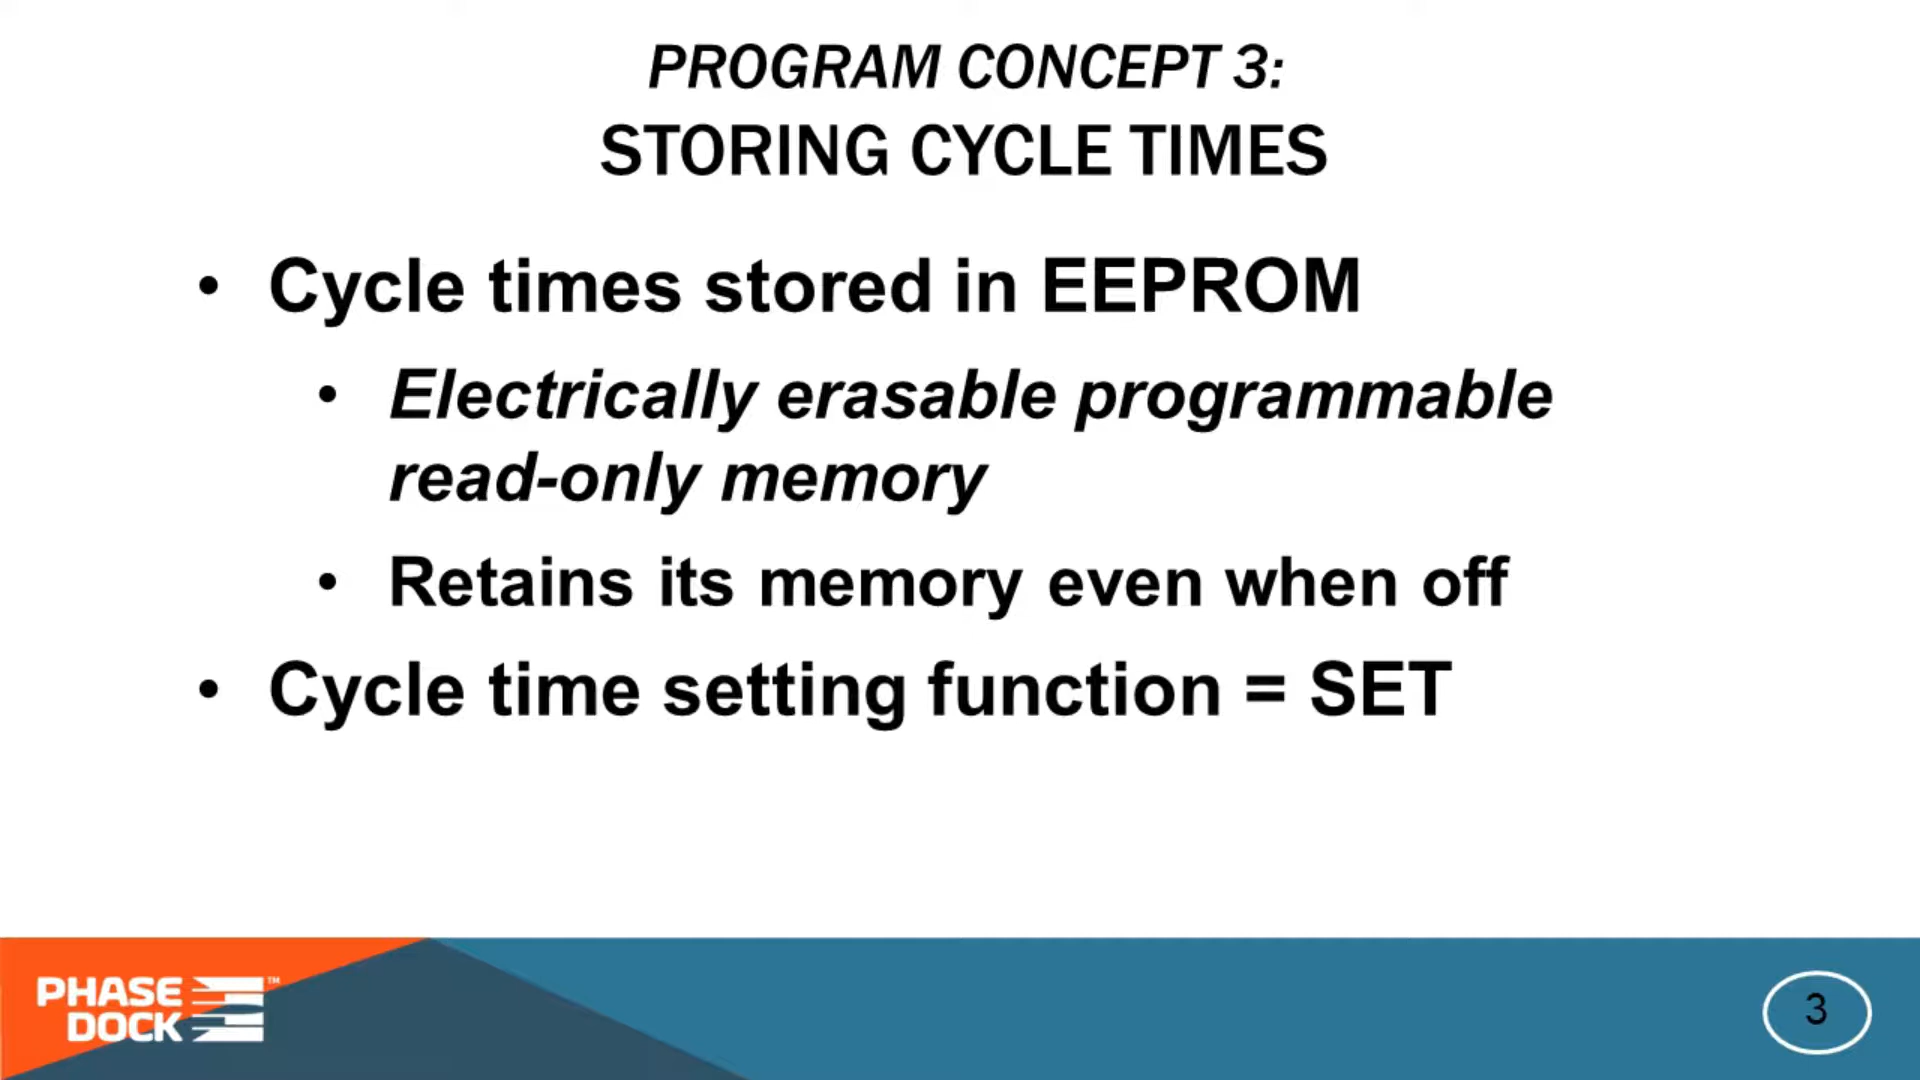 PROGRAM CONCEPT 3:
STORING CYCLE TIMES
• Cycle times stored in EEPROM
• Electrically erasable programmable
read-only memory
• Retains its memory even when off
• Cycle time setting function = SET
PHASE
DOCK ™
3